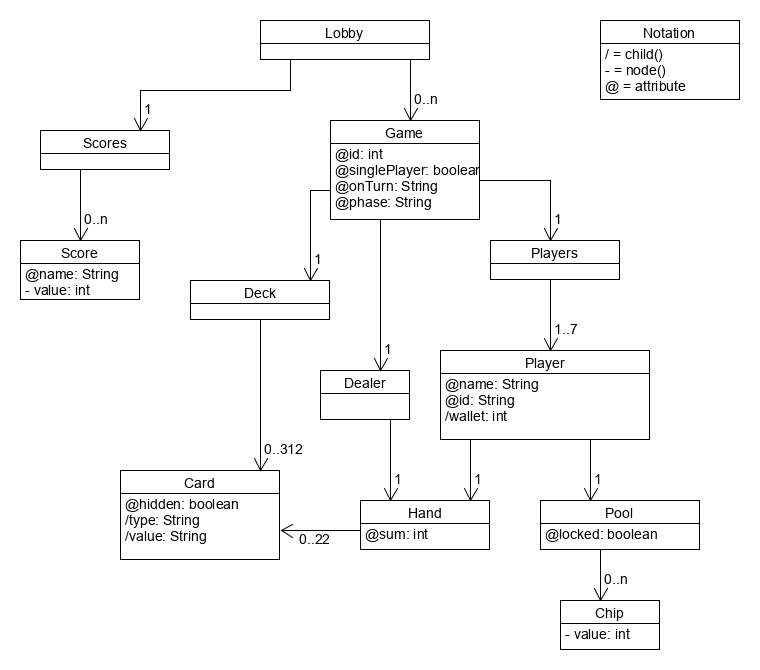 Lobby
Notation
/ = child()
- = node()
@ = attribute
1
0..n
Scores
Game
@id: int
@singlePlayer: boolean
@onTurn: String
@phase: String
0..n
1
1
Score
@name: String
- value: int
Players
Deck
1
1..7
Dealer
Player
@name: String
@id: String
/wallet: int
0..312
1
1
1
Card
@hidden: boolean
/type: String
/value: String
0..22
Hand
@sum: int
Pool
@locked: boolean
0..n
Chip
- value: int